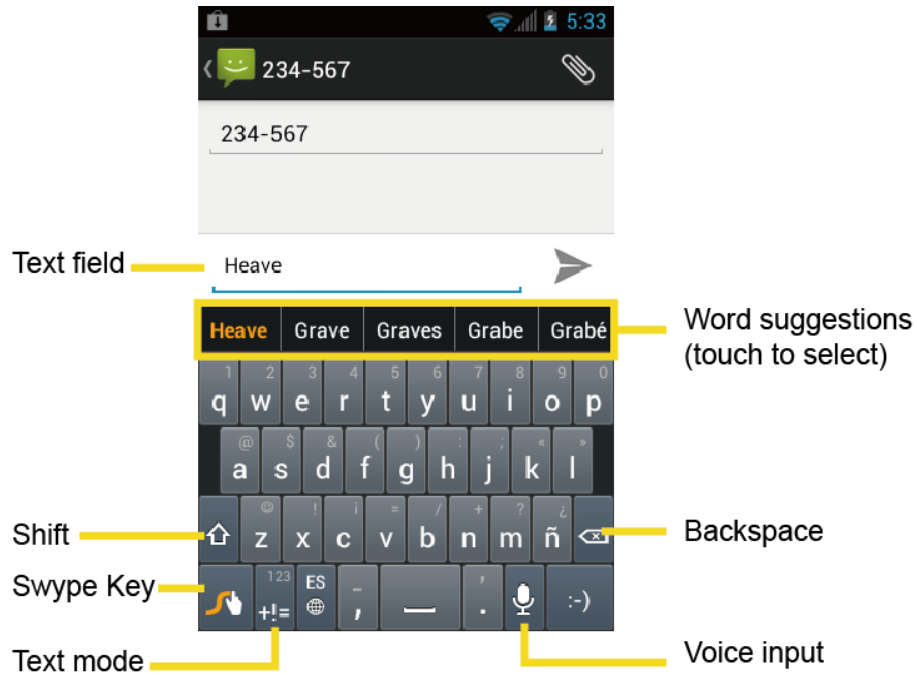 5:33
234-567
234-567
Text field
Heave
Heave Grave Graves Grabe Grabé
Word suggestions
(touch to select)
1 2 3 4 5 6 7 8 9 0
q w e r t y u i o p
@ $ & ( ) : ; « »
a s d f g h j k l
☺ ! ¡ = / + ? ¿
Shift
z x c v b n m ñ
Backspace
Swype Key
123 ES _ '
+!= , . :-)
Text mode
Voice input